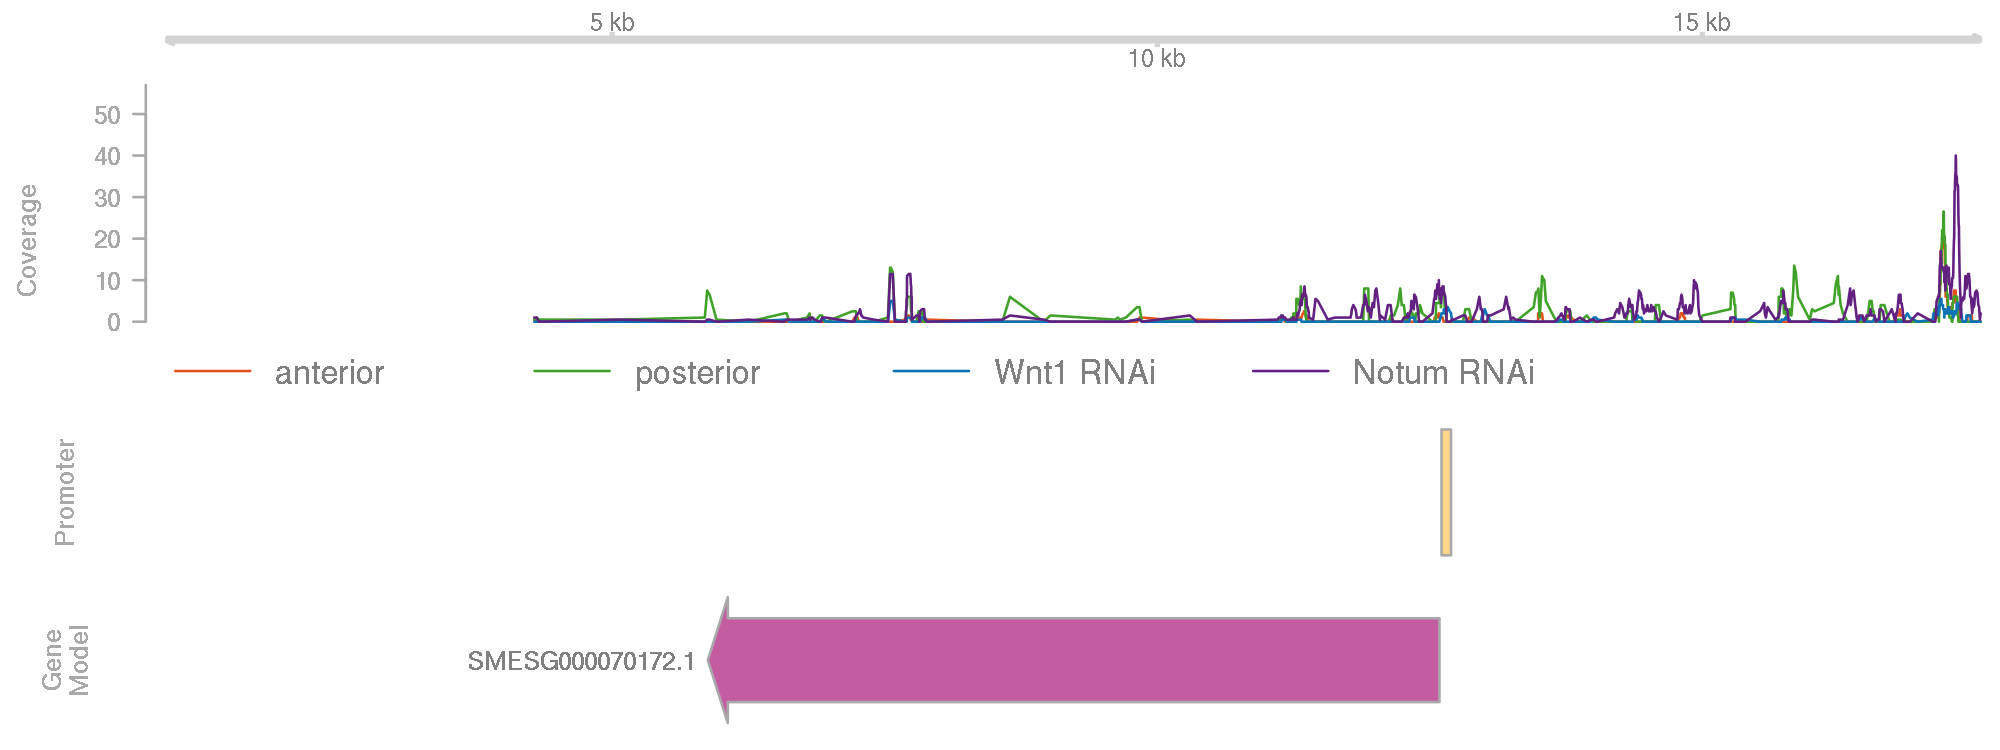 5 kb
15 kb
10 kb
Coverage
50
40
30
20
10
0
anterior posterior Wnt1 RNAi Notum RNAi
Promoter
Gene
Model
SMESG000070172.1